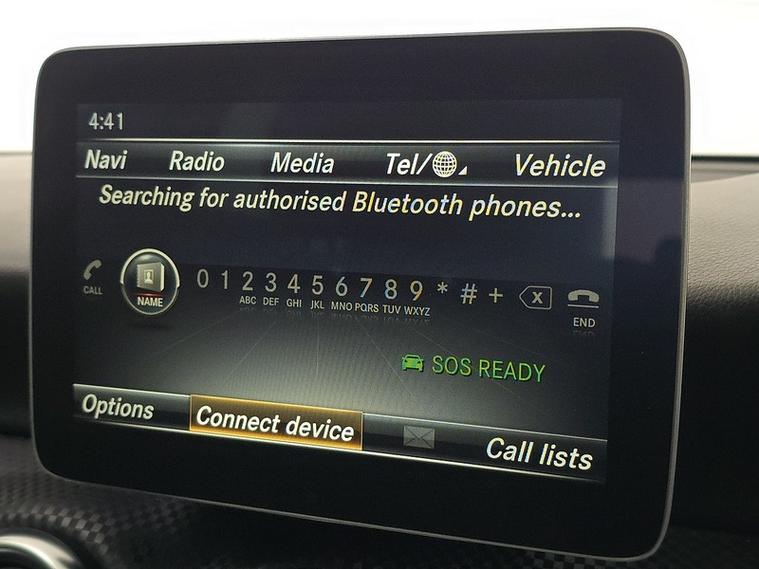 4:41
Navi Radio Media Tel/ Vehicle
Searching for authorised Bluetooth phones...
CALL NAME 0 1 2 3 4 5 6 7 8 9 * # + X END
ABC DEF GHI JKL MNO PQRS TUV WXYZ
SOS READY
Options Connect device Call lists